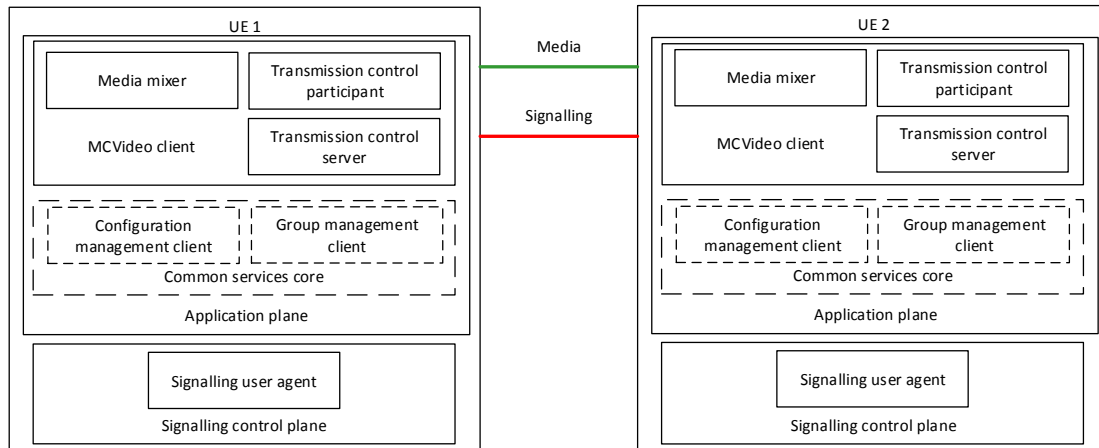 UE 1
Media mixer
Transmission control
participant
MCVideo client
Transmission control
server
Configuration
management client
Group management
client
Common services core
Application plane
Signalling user agent
Signalling control plane
Media
Signalling
UE 2
Media mixer
Transmission control
participant
MCVideo client
Transmission control
server
Configuration
management client
Group management
client
Common services core
Application plane
Signalling user agent
Signalling control plane